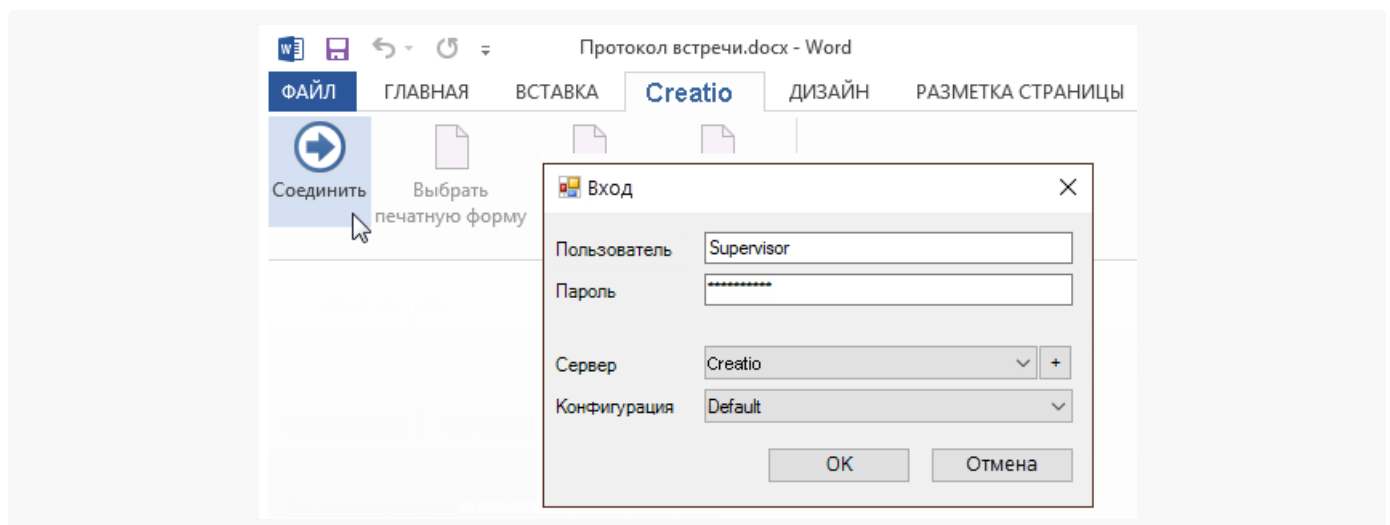 Протокол встречи.docx - Word
ФАЙЛ ГЛАВНАЯ ВСТАВКА Creatio ДИЗАЙН РАЗМЕТКА СТРАНИЦЫ
Соединить
Выбрать
печатную форму
Вход
Пользователь Supervisor
Пароль **********
Сервер Creatio +
Конфигурация Default
OK Отмена